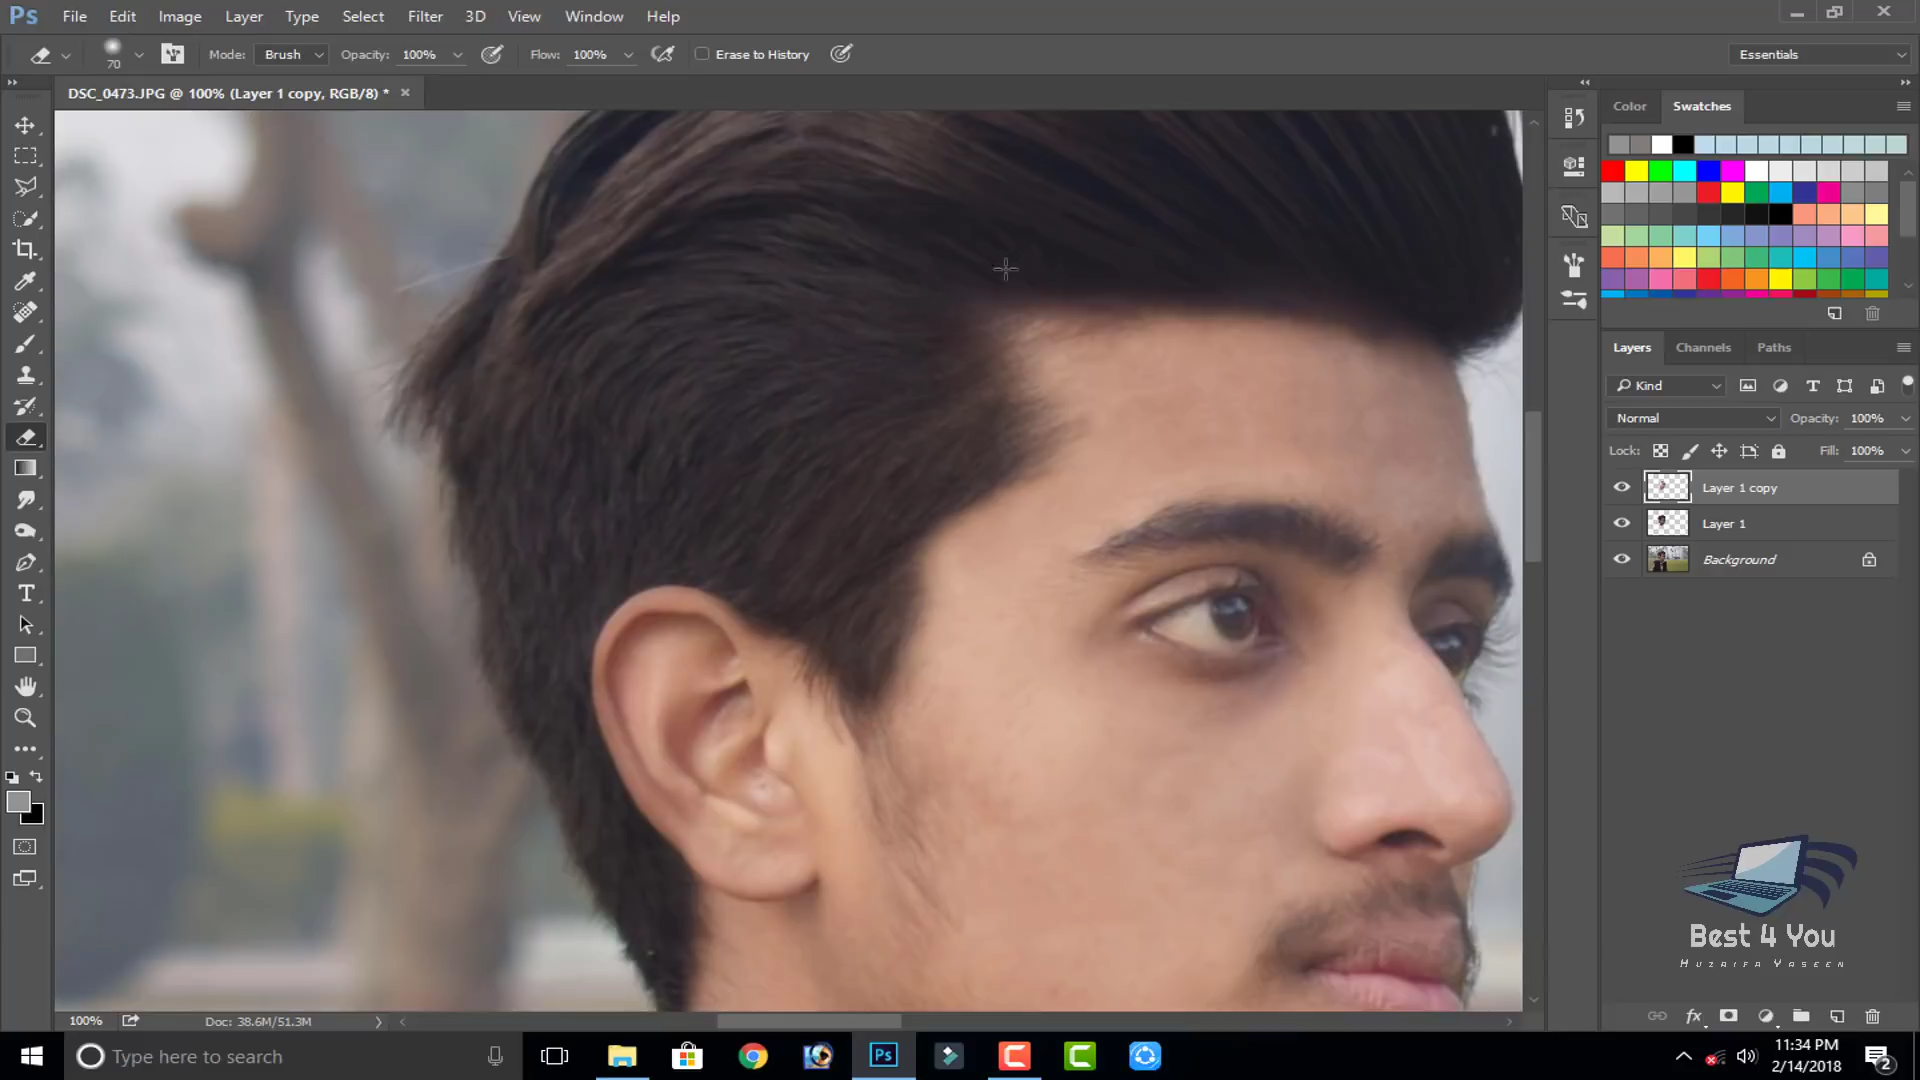 Ps File Edit Image Layer Type Select Filter 3D View Window Help
70 Mode: Brush Opacity: 100% Flow: 100% Erase to History Essentials
DSC_0473.JPG @ 100% (Layer 1 copy, RGB/8) * ×
Color Swatches
Layers Channels Paths
Kind
Normal Opacity: 100%
Lock: Fill: 100%
Layer 1 copy
Layer 1
Background
Best 4 You
Huzaifa Yaseen
100% Doc: 38.6M/51.3M
Type here to search
Ps
11:34 PM
2/14/2018
2